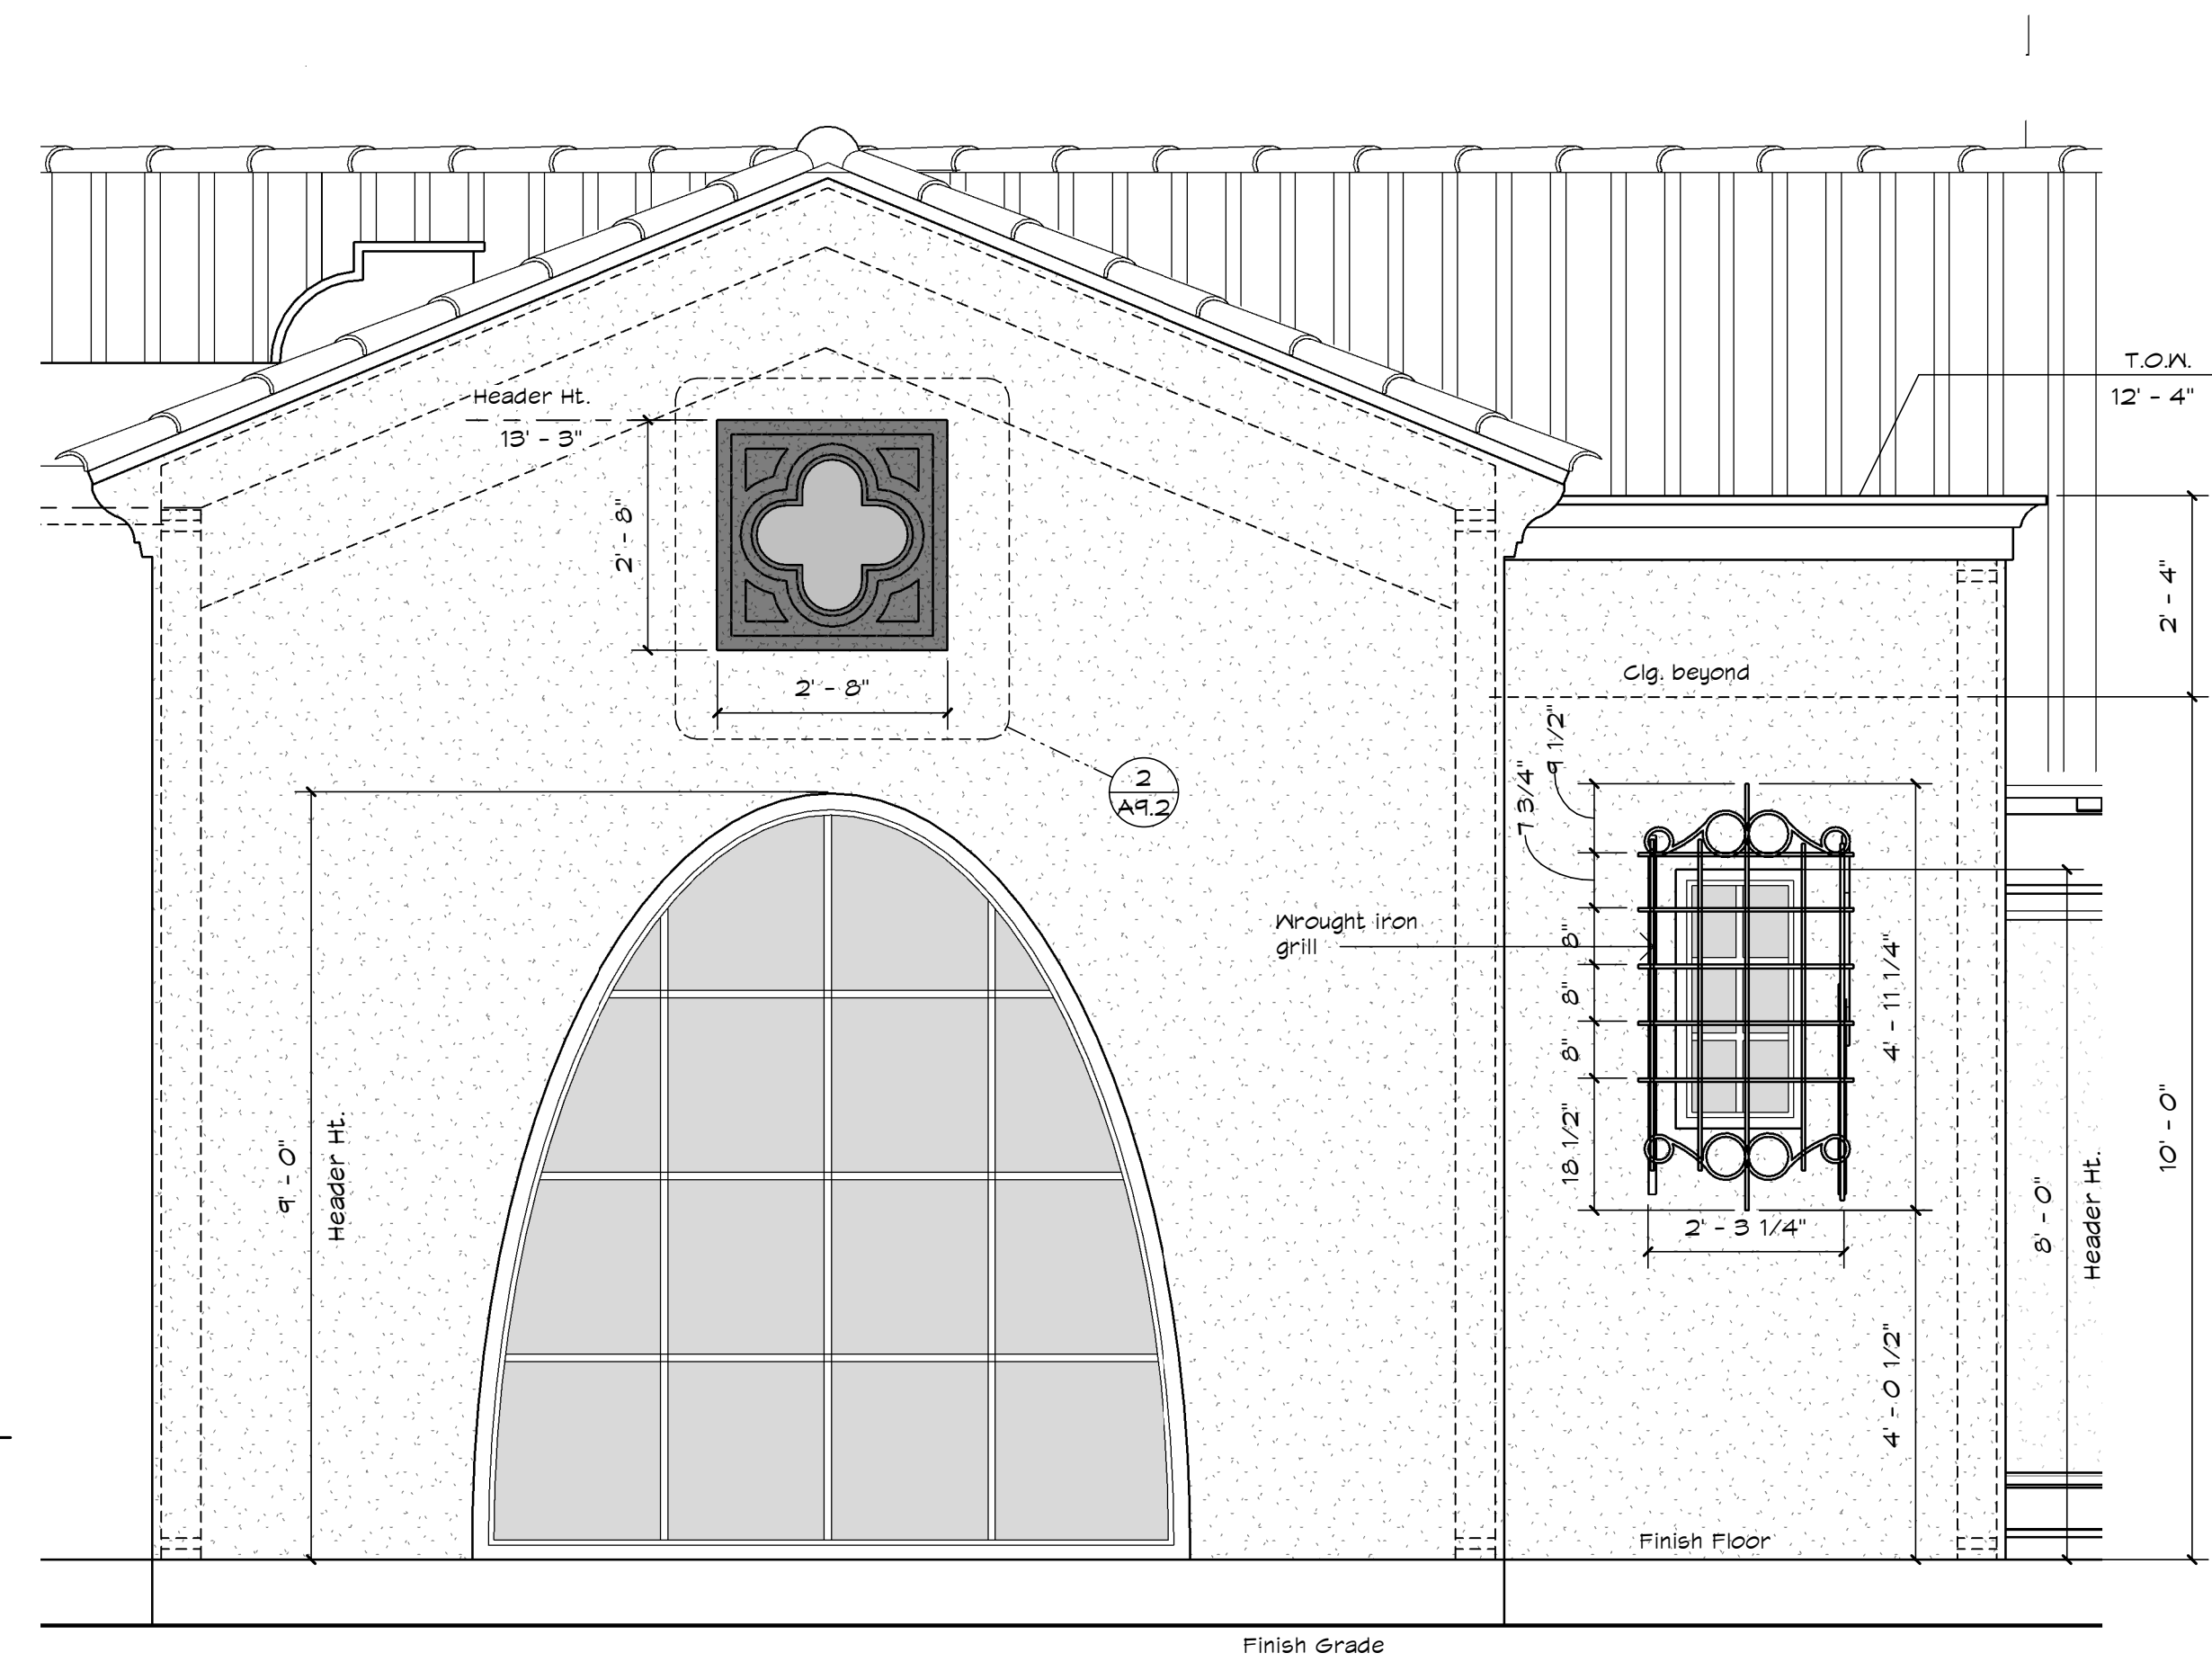 T.O.W.
12' - 4"
Header Ht.
13' - 3"
2' - 8"
2' - 8"
2' - 4"
Clg. beyond
9 1/2"
7 3/4"
2
A9.2
Wrought iron
grill
8"
8"
8"
18 1/2"
4' - 11 1/4"
2' - 3 1/4"
9' - 0"
Header Ht.
4' - 0 1/2"
8' - 0"
Header Ht.
10' - 0"
Finish Floor
Finish Grade